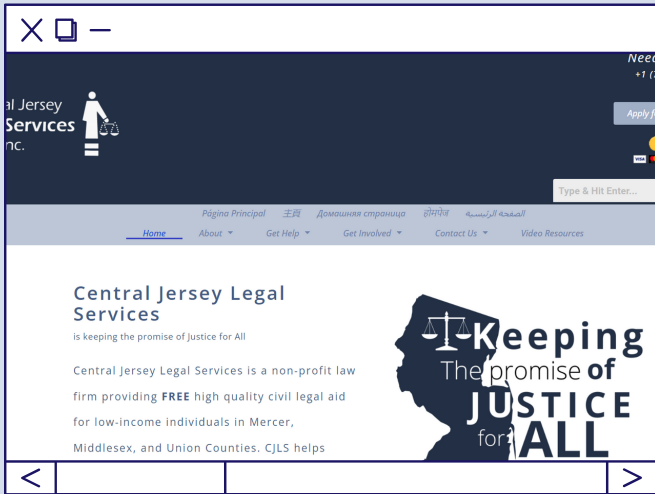 Jersey
Services
+1
Apply
VISA
Type & Hit Enter...
Página Principal 主頁 Домашняя страница होमपेज الصفحة الرئيسية
Home About Get Help Get Involved Contact Us Video Resources
Central Jersey Legal
Services
is keeping the promise of Justice for All
Central Jersey Legal Services is a non-profit law
firm providing FREE high quality civil legal aid
for low-income individuals in Mercer,
Middlesex, and Union Counties. CJLS helps
Keeping
The promise of
JUSTICE
for ALL